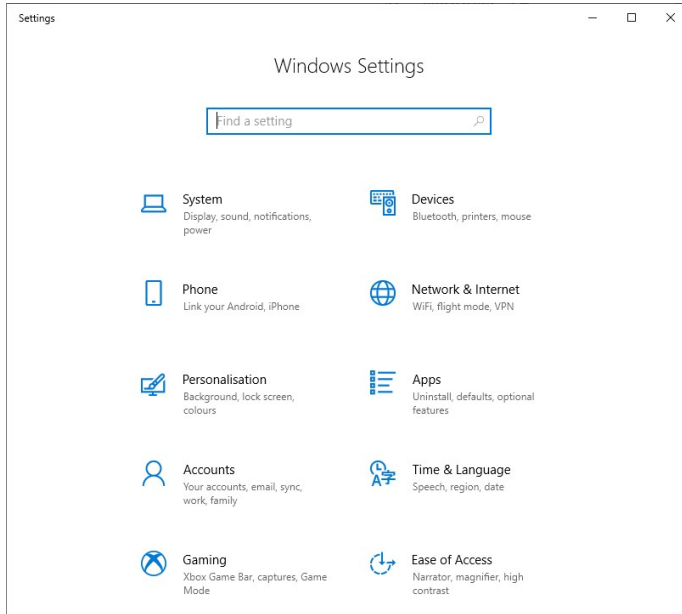 Settings
Windows Settings
Find a setting
System
Display, sound, notifications,
power
Devices
Bluetooth, printers, mouse
Phone
Link your Android, iPhone
Network & Internet
WiFi, flight mode, VPN
Personalisation
Background, lock screen,
colours
Apps
Uninstall, defaults, optional
features
Accounts
Your accounts, email, sync,
work, family
Time & Language
Speech, region, date
Gaming
Xbox Game Bar, captures, Game
Mode
Ease of Access
Narrator, magnifier, high
contrast